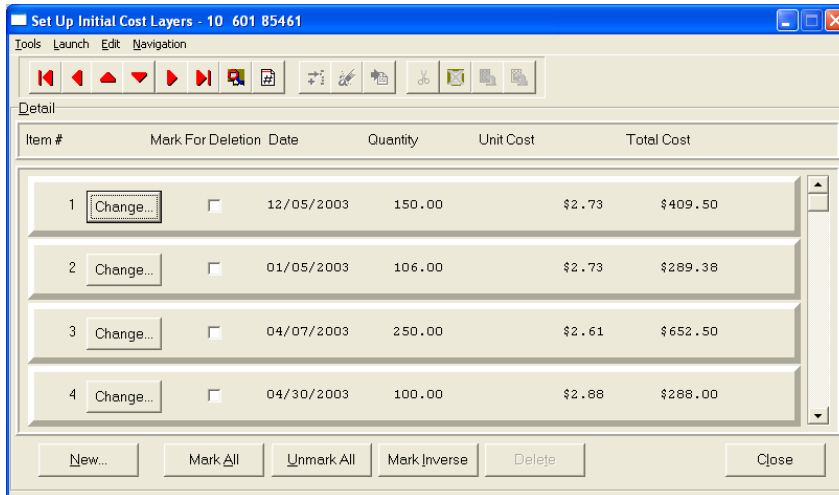 Set Up Initial Cost Layers - 10 601 85461
Tools Launch Edit Navigation
Detail
Item # Mark For Deletion Date Quantity Unit Cost Total Cost
1 Change... 12/05/2003 150.00 $2.73 $409.50
2 Change... 01/05/2003 106.00 $2.73 $289.38
3 Change... 04/07/2003 250.00 $2.61 $652.50
4 Change... 04/30/2003 100.00 $2.88 $288.00
New... Mark All Unmark All Mark Inverse Delete Close